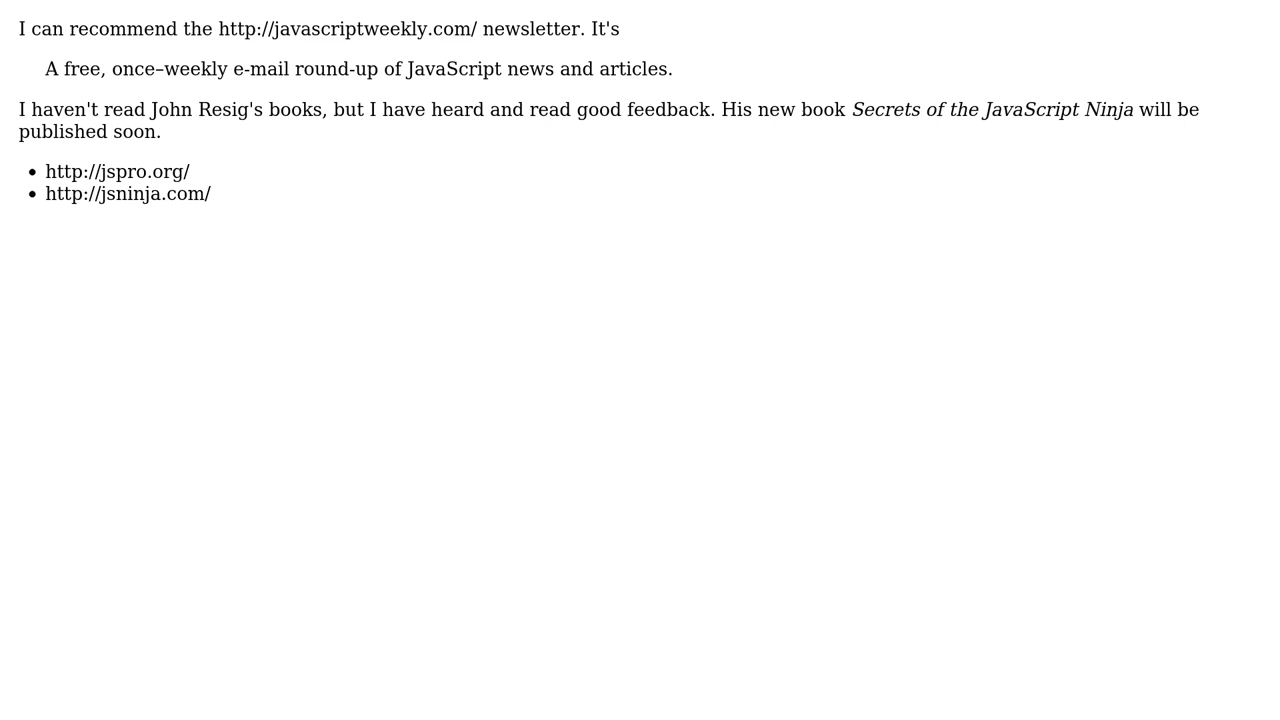 I can recommend the http://javascriptweekly.com/ newsletter. It's
A free, once–weekly e-mail round-up of JavaScript news and articles.
I haven't read John Resig's books, but I have heard and read good feedback. His new book Secrets of the JavaScript Ninja will be
published soon.
• http://jspro.org/
• http://jsninja.com/